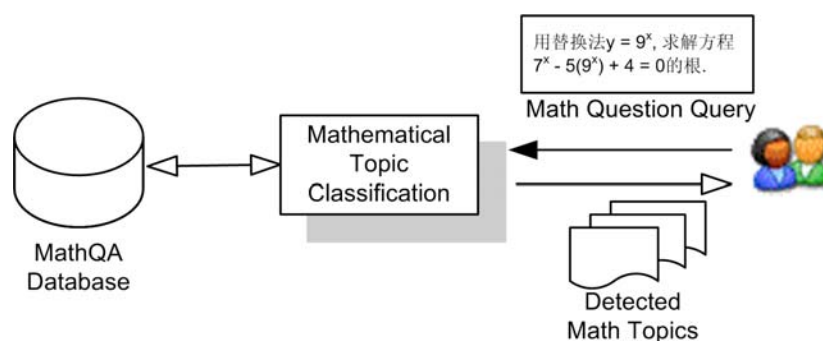 用替换法y = 9ˣ, 求解方程
7ˣ - 5(9ˣ) + 4 = 0的根.
Math Question Query
Mathematical
Topic
Classification
MathQA
Database
Detected
Math Topics